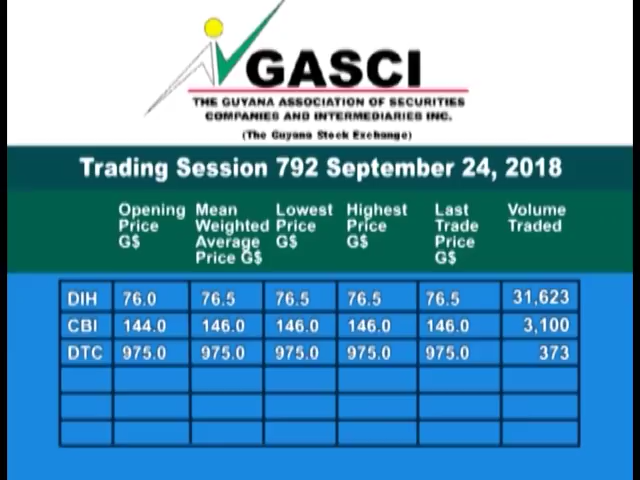 GASCI
THE GUYANA ASSOCIATION OF SECURITIES
COMPANIES AND INTERMEDIARIES INC.
(The Guyana Stock Exchange)
Trading Session 792 September 24, 2018
Opening Price G$ Mean Weighted Average Price G$ Lowest Price G$ Highest Price G$ Last Trade Price G$ Volume Traded
DIH 76.0 76.5 76.5 76.5 76.5 31,623
CBI 144.0 146.0 146.0 146.0 146.0 3,100
DTC 975.0 975.0 975.0 975.0 975.0 373